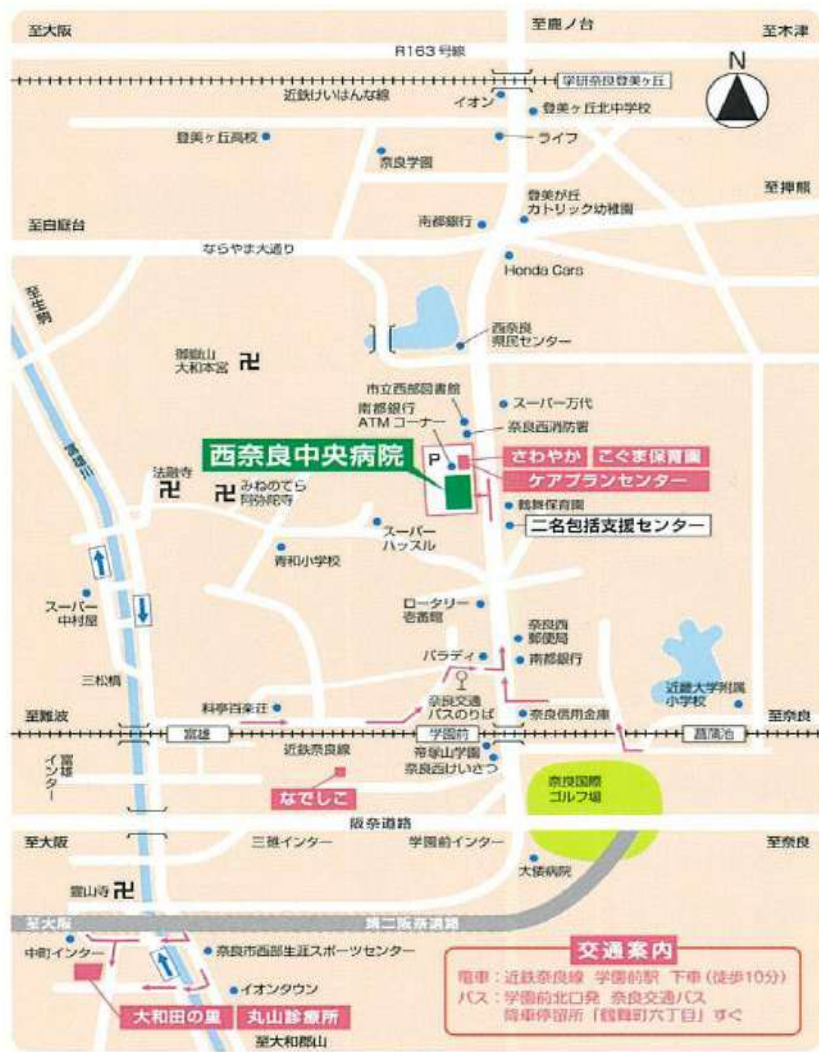 至大阪
至鹿ノ台
至木津
R163号線
N
学研奈良登美ヶ丘
近鉄けいはんな線
イオン
登美ヶ丘北中学校
登美ヶ丘高校
ライフ
奈良学園
至押熊
登美が丘
カトリック幼稚園
南都銀行
至白庭台
ならやま大通り
Honda Cars
至生駒
西奈良
県民センター
御嶽山
大和本宮
卍
市立西部図書館
南都銀行
ATMコーナー
スーパー万代
奈良西消防署
西奈良中央病院
P
さわやか
こぐま保育園
ケアプランセンター
富雄川
法融寺
卍
卍
みねのてら
阿弥陀寺
鶴舞保育園
二名包括支援センター
スーパー
ハッスル
青和小学校
スーパー
中村屋
ロータリー
壱番館
奈良西
郵便局
パラディ
南都銀行
三松橋
近畿大学附属
小学校
料亭百楽荘
奈良交通
バスのりば
奈良信用金庫
至難波
至奈良
富雄
学園前
菖蒲池
近鉄奈良線
帝塚山学園
奈良西けいさつ
富雄
インター
なでしこ
奈良国際
ゴルフ場
阪奈道路
至大阪
三碓インター
学園前インター
至奈良
大倭病院
霊山寺
卍
至大阪
第二阪奈道路
中町インター
奈良市西部生涯スポーツセンター
イオンタウン
大和田の里
丸山診療所
至大和郡山
交通案内
電車：近鉄奈良線 学園前駅 下車（徒歩10分）
バス：学園前北口発 奈良交通バス
降車停留所「鶴舞町六丁目」すぐ